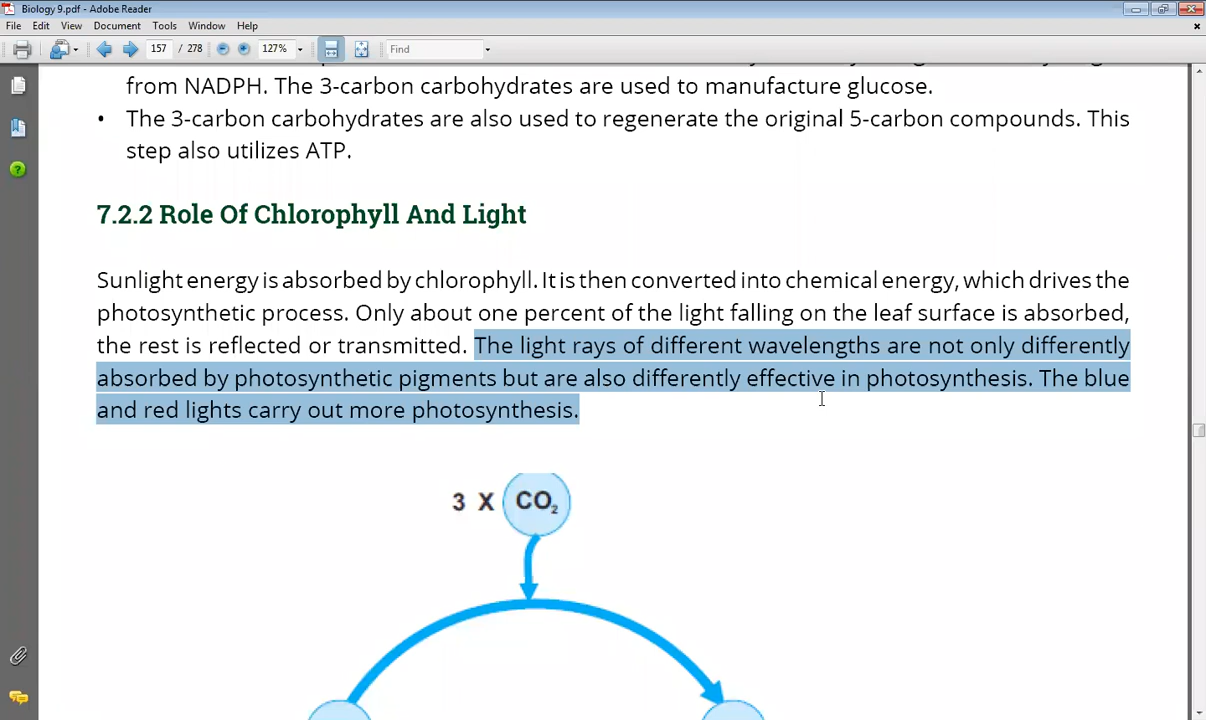 Biology 9.pdf - Adobe Reader
File Edit View Document Tools Window Help
157 / 278 127% Find
from NADPH. The 3-carbon carbohydrates are used to manufacture glucose.
• The 3-carbon carbohydrates are also used to regenerate the original 5-carbon compounds. This
step also utilizes ATP.
7.2.2 Role Of Chlorophyll And Light
Sunlight energy is absorbed by chlorophyll. It is then converted into chemical energy, which drives the
photosynthetic process. Only about one percent of the light falling on the leaf surface is absorbed,
the rest is reflected or transmitted. The light rays of different wavelengths are not only differently
absorbed by photosynthetic pigments but are also differently effective in photosynthesis. The blue
and red lights carry out more photosynthesis.
3 X CO₂